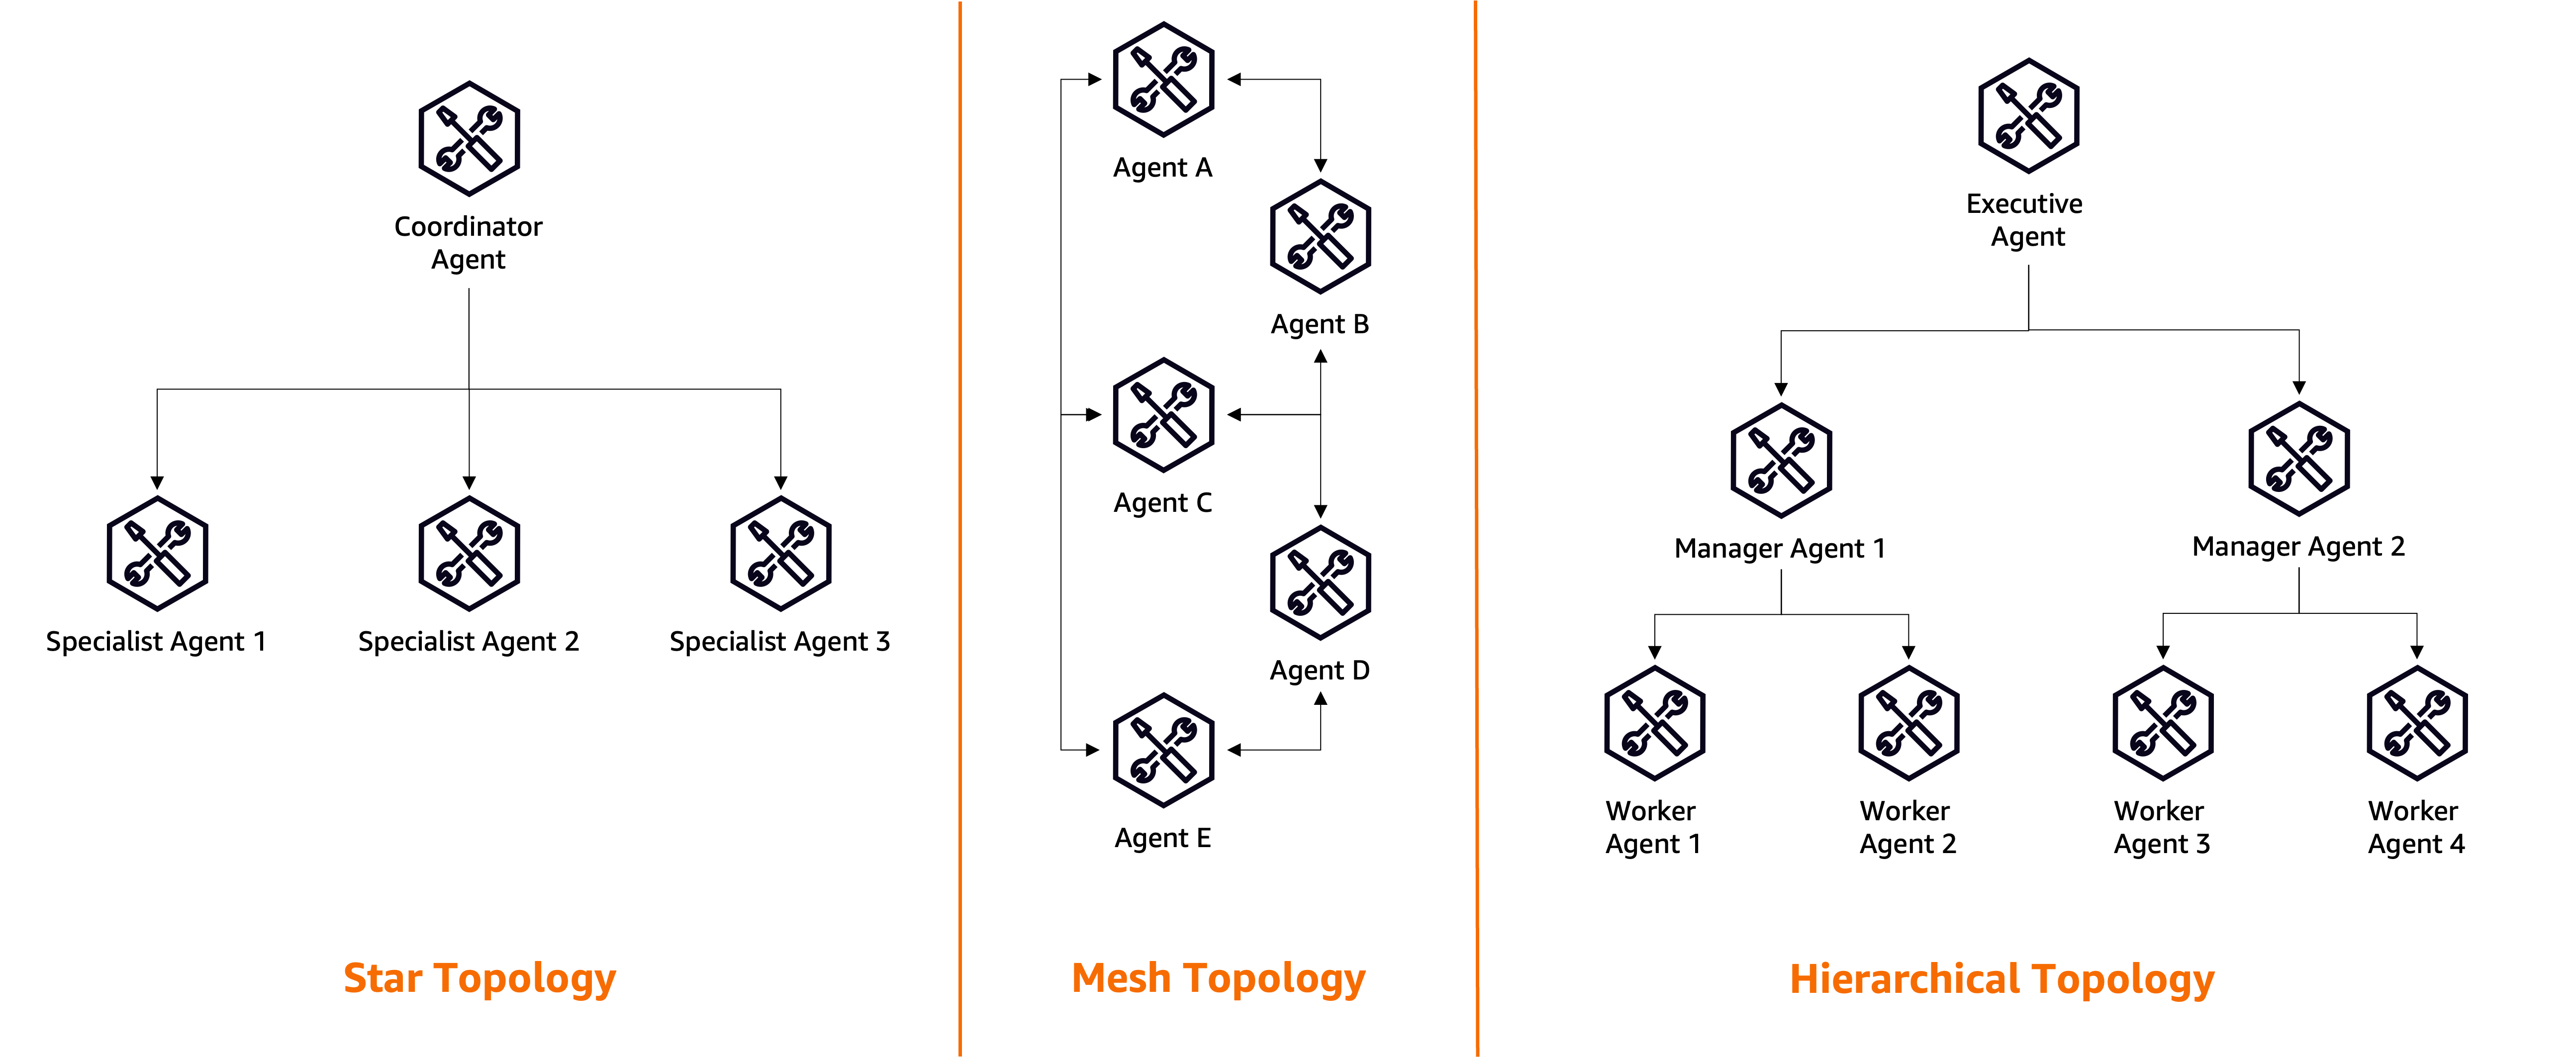 Coordinator
Agent
Specialist Agent 1
Specialist Agent 2
Specialist Agent 3
Star Topology
Agent A
Agent B
Agent C
Agent D
Agent E
Mesh Topology
Executive
Agent
Manager Agent 1
Manager Agent 2
Worker
Agent 1
Worker
Agent 2
Worker
Agent 3
Worker
Agent 4
Hierarchical Topology